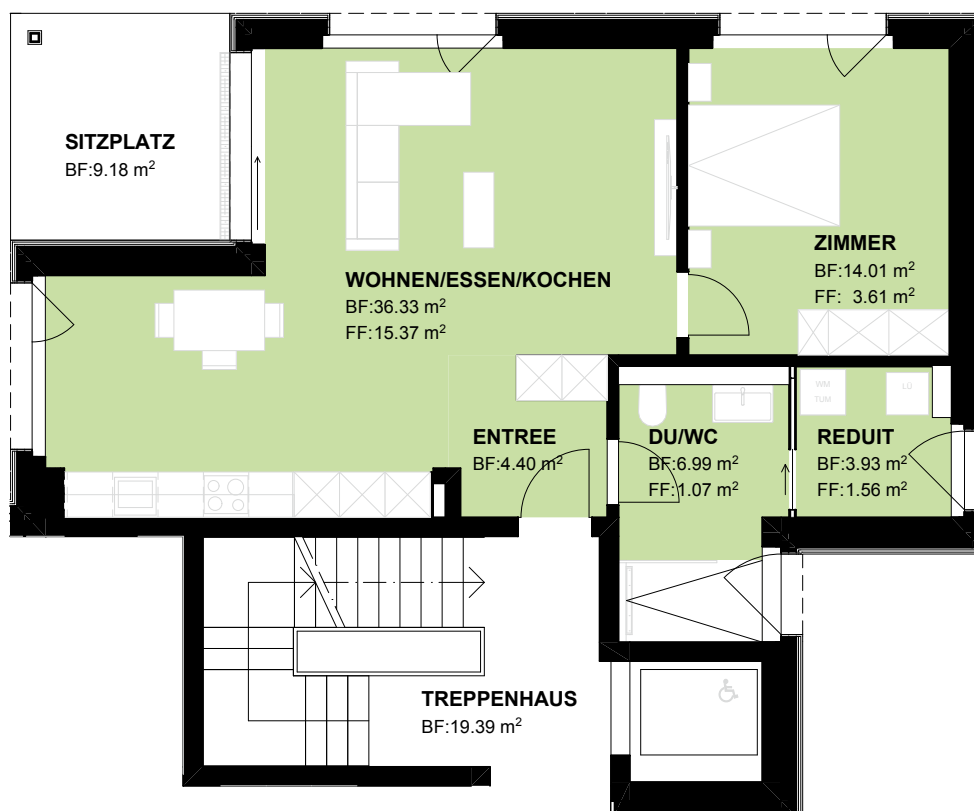 SITZPLATZ
BF:9.18 m²
WOHNEN/ESSEN/KOCHEN
BF:36.33 m²
FF:15.37 m²
ZIMMER
BF:14.01 m²
FF: 3.61 m²
WM
TUM
LÜ
ENTREE
BF:4.40 m²
DU/WC
BF:6.99 m²
FF:1.07 m²
REDUIT
BF:3.93 m²
FF:1.56 m²
TREPPENHAUS
BF:19.39 m²